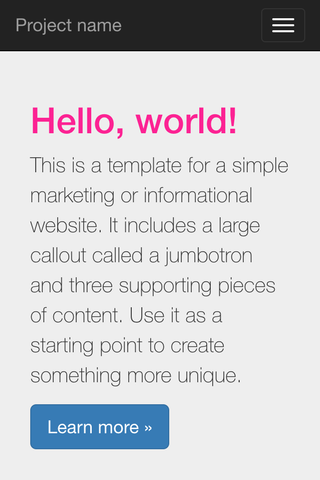 Project name
Hello, world!
This is a template for a simple
marketing or informational
website. It includes a large
callout called a jumbotron
and three supporting pieces
of content. Use it as a
starting point to create
something more unique.
Learn more »